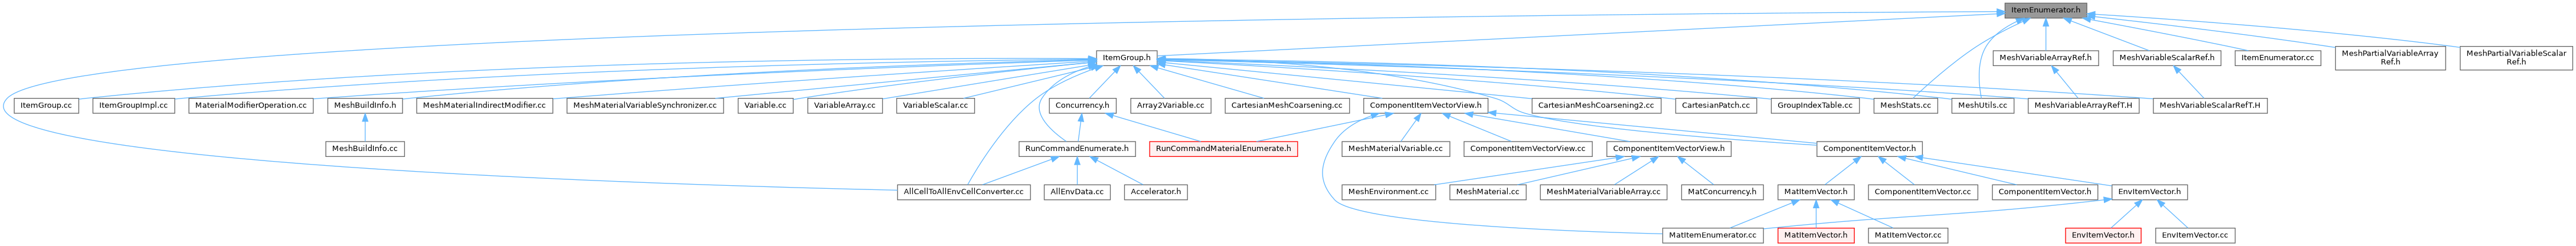 ItemEnumerator.h
ItemGroup.h
MeshVariableArrayRef.h
MeshVariableScalarRef.h
ItemEnumerator.cc
MeshPartialVariableArray
Ref.h
MeshPartialVariableScalar
Ref.h
ItemGroup.cc
ItemGroupImpl.cc
MaterialModifierOperation.cc
MeshBuildInfo.h
MeshMaterialIndirectModifier.cc
MeshMaterialVariableSynchronizer.cc
Variable.cc
VariableArray.cc
VariableScalar.cc
Concurrency.h
Array2Variable.cc
CartesianMeshCoarsening.cc
ComponentItemVectorView.h
CartesianMeshCoarsening2.cc
CartesianPatch.cc
GroupIndexTable.cc
MeshStats.cc
MeshUtils.cc
MeshVariableArrayRefT.H
MeshVariableScalarRefT.H
MeshBuildInfo.cc
RunCommandEnumerate.h
RunCommandMaterialEnumerate.h
MeshMaterialVariable.cc
ComponentItemVectorView.cc
ComponentItemVectorView.h
ComponentItemVector.h
AllCellToAllEnvCellConverter.cc
AllEnvData.cc
Accelerator.h
MeshEnvironment.cc
MeshMaterial.cc
MeshMaterialVariableArray.cc
MatConcurrency.h
MatItemVector.h
ComponentItemVector.cc
ComponentItemVector.h
EnvItemVector.h
MatItemEnumerator.cc
MatItemVector.h
MatItemVector.cc
EnvItemVector.h
EnvItemVector.cc